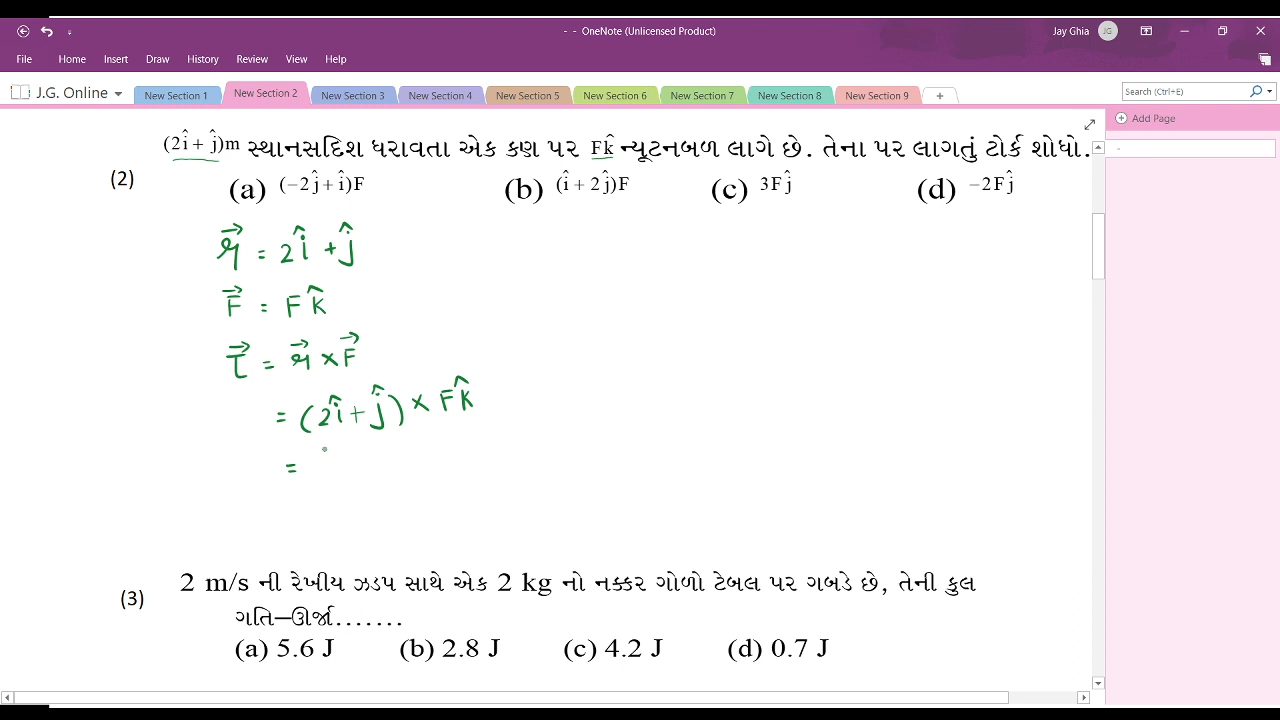 - - OneNote (Unlicensed Product)
Jay Ghia JG
File Home Insert Draw History Review View Help
J.G. Online New Section 1 New Section 2 New Section 3 New Section 4 New Section 5 New Section 6 New Section 7 New Section 8 New Section 9 +
Search (Ctrl+E)
Add Page
-
(2) (2î + ĵ)m સ્થાનસદિશ ધરાવતા એક કણ પર Fk̂ ન્યૂટનબળ લાગે છે. તેના પર લાગતું ટોર્ક શોધો.
(a) (−2ĵ + î)F (b) (î + 2ĵ)F (c) 3Fĵ (d) −2Fĵ
r⃗ = 2î + ĵ
F⃗ = F k̂
τ⃗ = r⃗ × F⃗
= (2î + ĵ) × F k̂
=
(3) 2 m/s ની રેખીય ઝડપ સાથે એક 2 kg નો નક્કર ગોળો ટેબલ પર ગબડે છે, તેની કુલ
ગતિ−ઊર્જા.......
(a) 5.6 J (b) 2.8 J (c) 4.2 J (d) 0.7 J